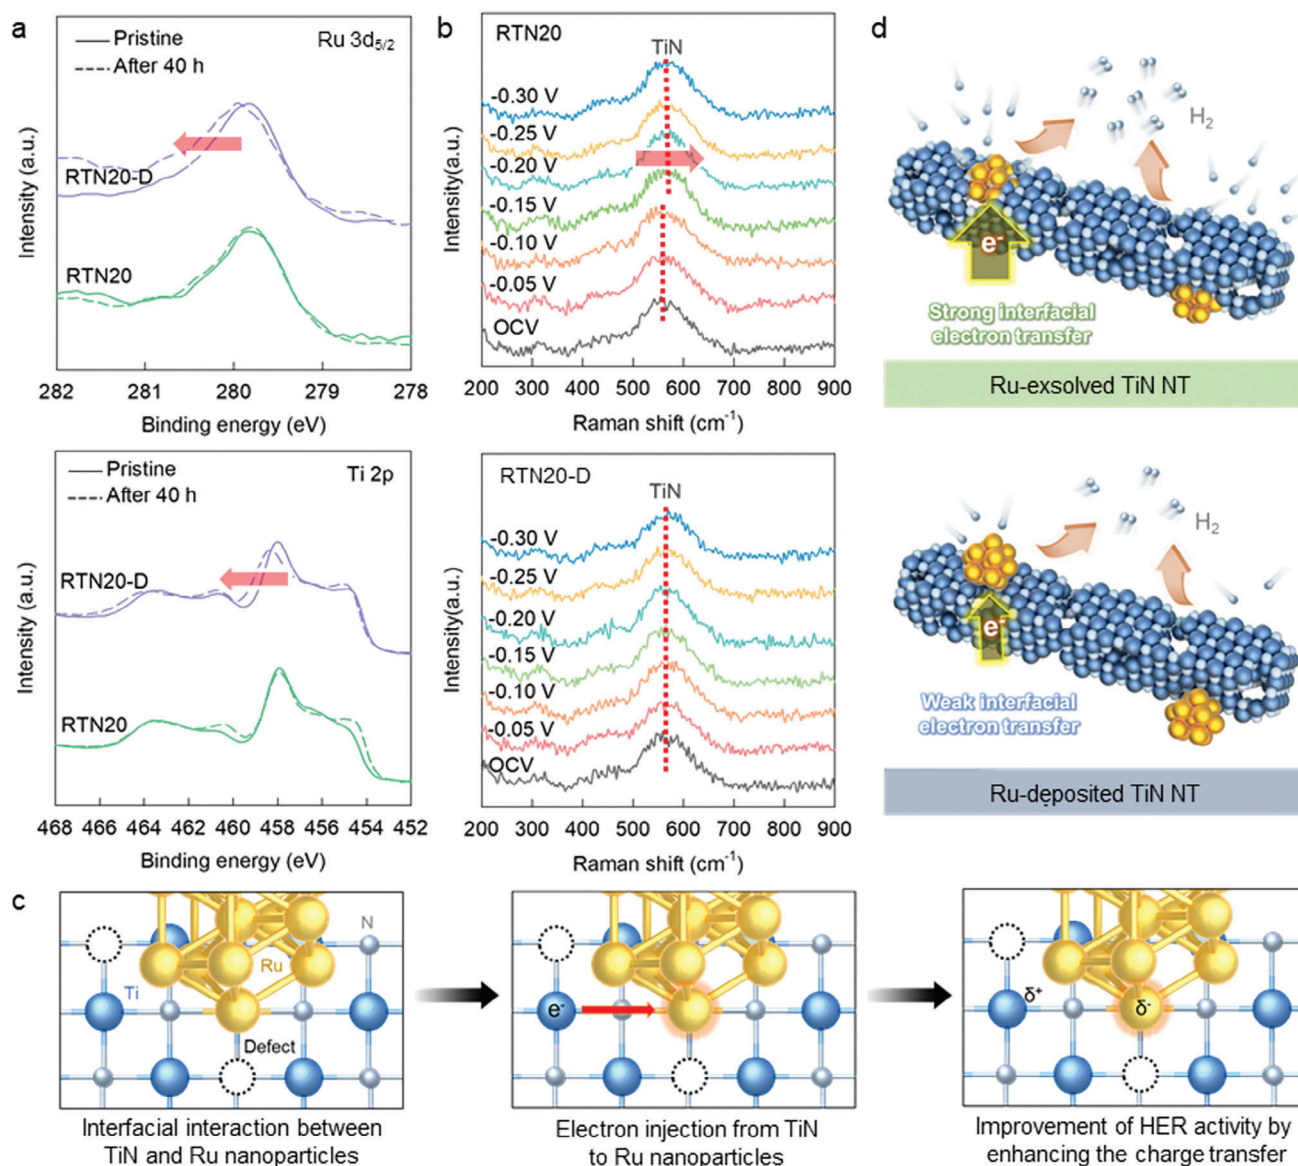 a
Pristine
After 40 h
Ru 3d5/2
RTN20-D
RTN20
Intensity (a.u.)
282 281 280 279 278
Binding energy (eV)
Pristine
After 40 h
Ti 2p
RTN20-D
RTN20
Intensity (a.u.)
468 466 464 462 460 458 456 454 452
Binding energy (eV)
b
RTN20
TiN
-0.30 V
-0.25 V
-0.20 V
-0.15 V
-0.10 V
-0.05 V
OCV
Intensity(a.u.)
200 300 400 500 600 700 800 900
Raman shift (cm-1)
RTN20-D
TiN
-0.30 V
-0.25 V
-0.20 V
-0.15 V
-0.10 V
-0.05 V
OCV
Intensity(a.u.)
200 300 400 500 600 700 800 900
Raman shift (cm-1)
d
H2
e-
Strong interfacial
electron transfer
Ru-exsolved TiN NT
H2
e-
Weak interfacial
electron transfer
Ru-deposited TiN NT
c
N
Ru
Ti
Defect
Interfacial interaction between
TiN and Ru nanoparticles
e-
Electron injection from TiN
to Ru nanoparticles
δ+
δ-
Improvement of HER activity by
enhancing the charge transfer